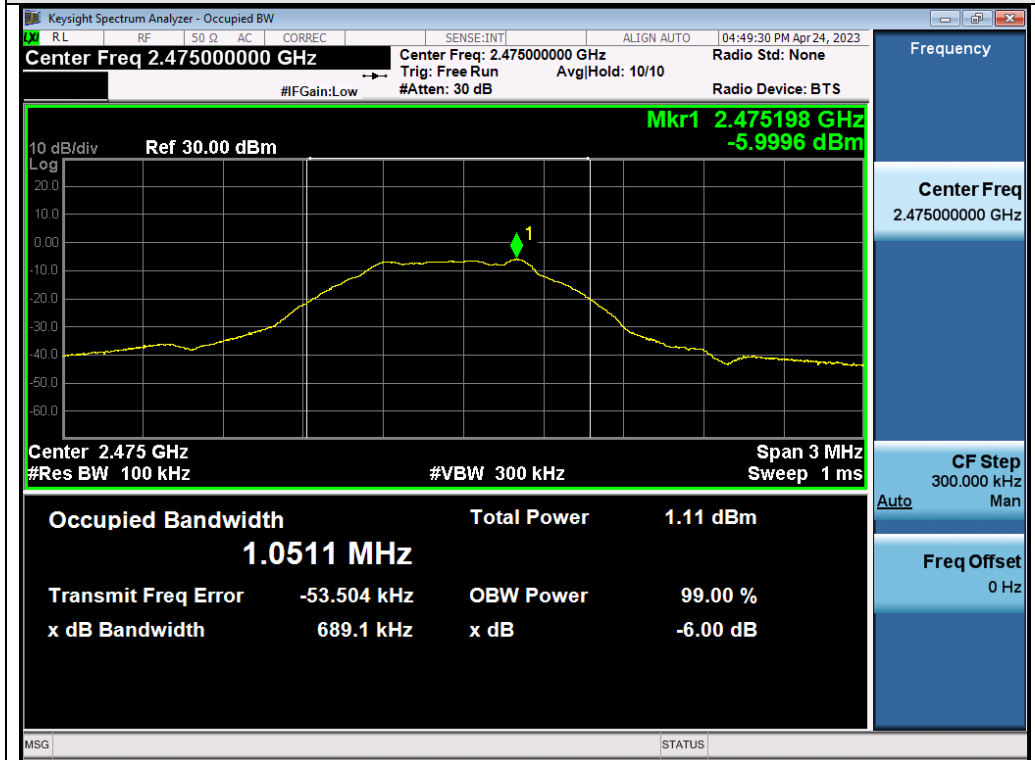 Keysight Spectrum Analyzer - Occupied BW
LXI RL RF 50 Ω AC CORREC SENSE:INT ALIGN AUTO 04:49:30 PM Apr 24, 2023
Center Freq 2.475000000 GHz Center Freq: 2.475000000 GHz Radio Std: None
Trig: Free Run Avg|Hold: 10/10
#IFGain:Low #Atten: 30 dB Radio Device: BTS
Mkr1 2.475198 GHz
-5.9996 dBm
10 dB/div Ref 30.00 dBm
Log
20.0
10.0
0.00
-10.0
-20.0
-30.0
-40.0
-50.0
-60.0
1
Center 2.475 GHz Span 3 MHz
#Res BW 100 kHz #VBW 300 kHz Sweep 1 ms
Occupied Bandwidth Total Power 1.11 dBm
1.0511 MHz
Transmit Freq Error -53.504 kHz OBW Power 99.00 %
x dB Bandwidth 689.1 kHz x dB -6.00 dB
Frequency
Center Freq
2.475000000 GHz
CF Step
300.000 kHz
Auto Man
Freq Offset
0 Hz
MSG STATUS